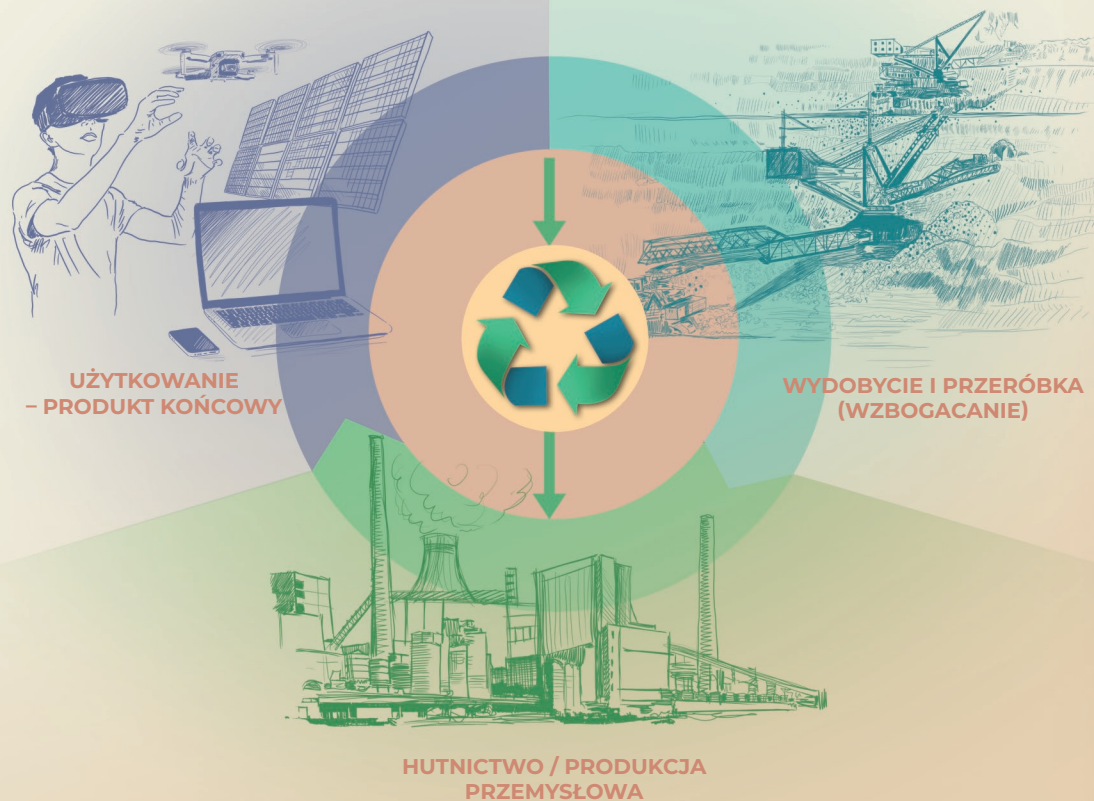 UŻYTKOWANIE
– PRODUKT KOŃCOWY
WYDOBYCIE I PRZERÓBKA
(WZBOGACANIE)
HUTNICTWO / PRODUKCJA
PRZEMYSŁOWA